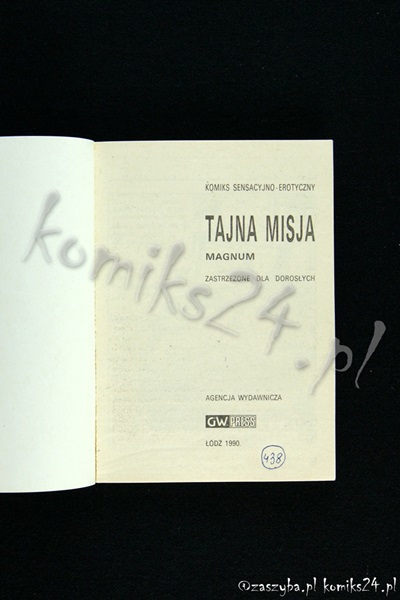 KOMIKS SENSACYJNO-EROTYCZNY
TAJNA MISJA
MAGNUM
ZASTRZEŻONE DLA DOROSŁYCH
komiks24.pl
AGENCJA WYDAWNICZA
GW PRESS
ŁÓDŹ 1990.
438
©zaszyba.pl komiks24.pl